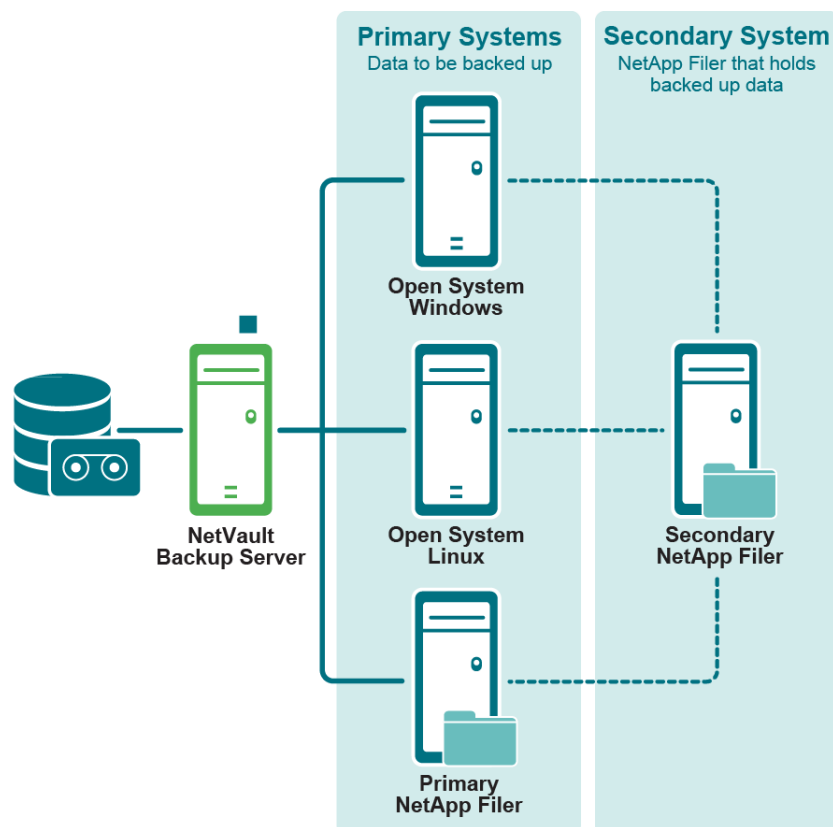 Primary Systems
Data to be backed up
Secondary System
NetApp Filer that holds
backed up data
Open System
Windows
NetVault
Backup Server
Open System
Linux
Secondary
NetApp Filer
Primary
NetApp Filer